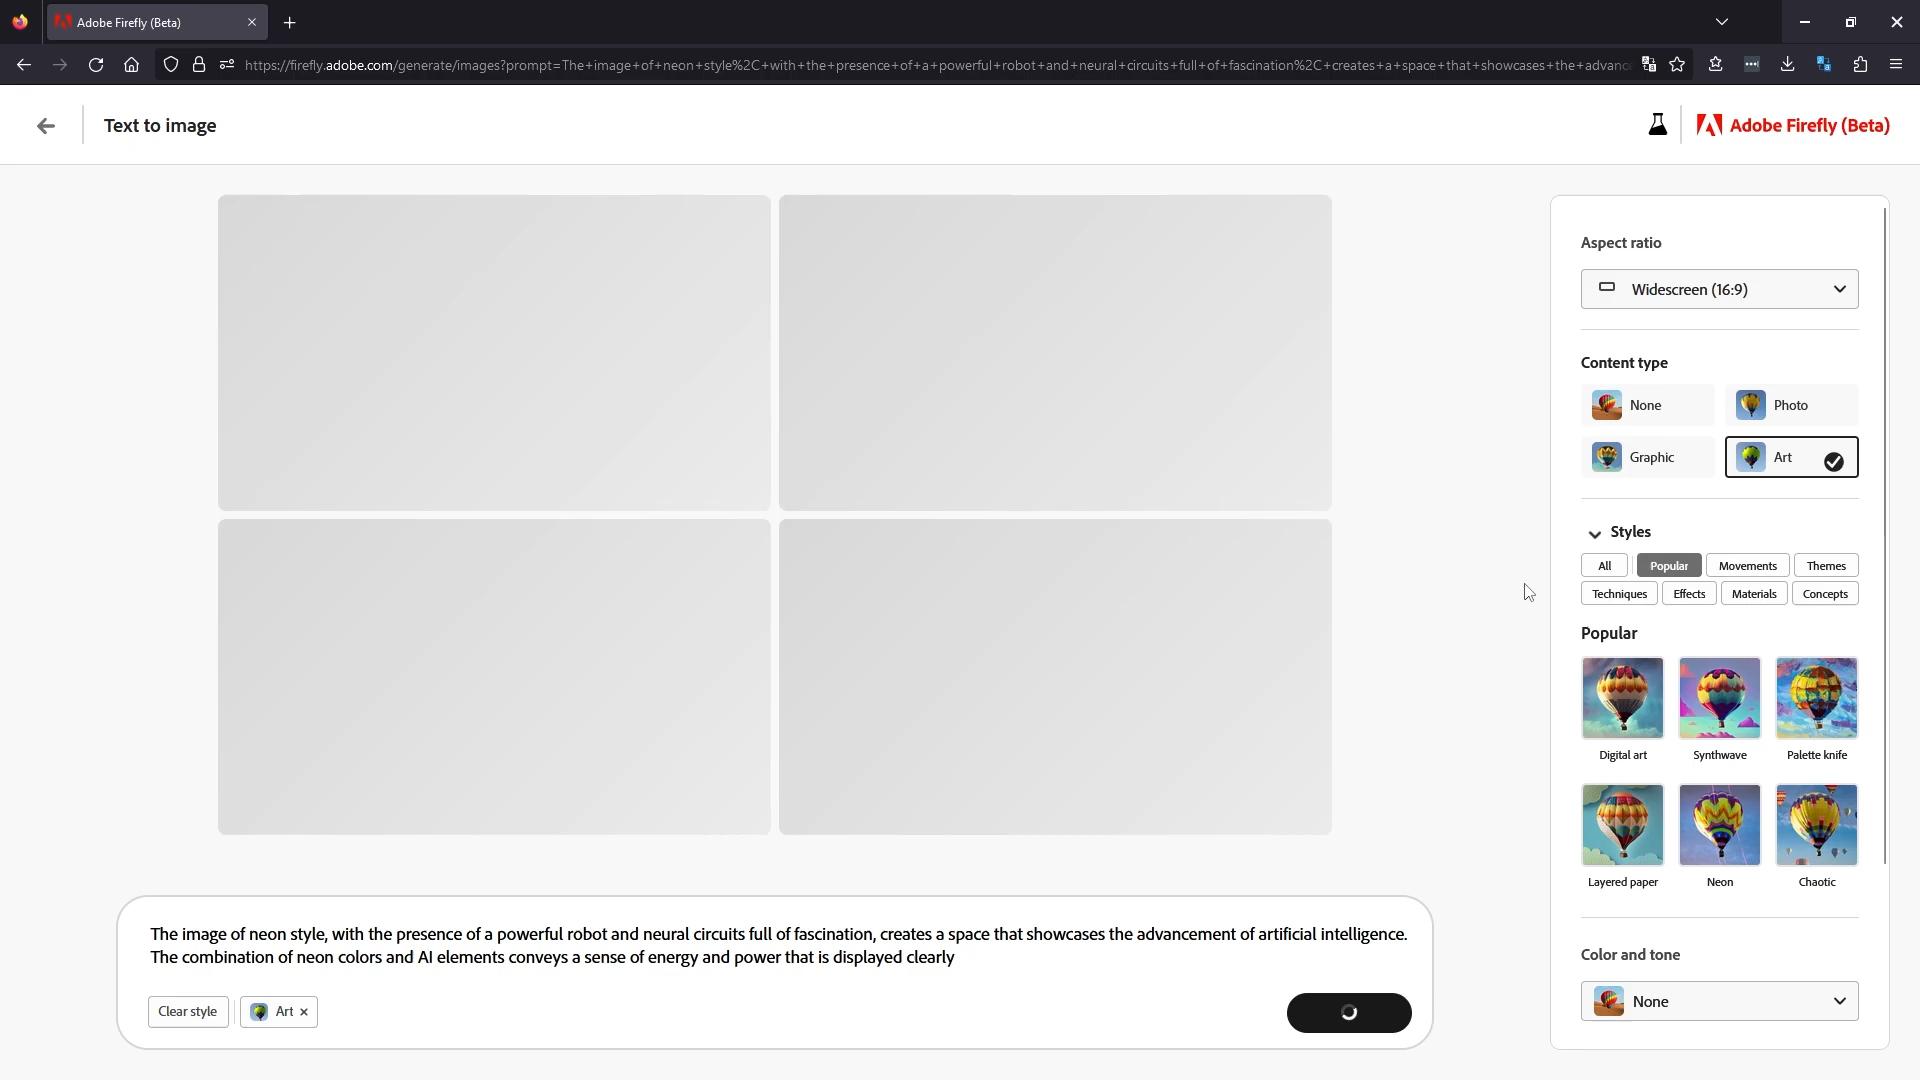 Adobe Firefly (Beta)
https://firefly.adobe.com/generate/images?prompt=The+image+of+neon+style%2C+with+the+presence+of+a+powerful+robot+and+neural+circuits+full+of+fascination%2C+creates+a+space+that+showcases+the+advanc
Text to image
Adobe Firefly (Beta)
Aspect ratio
Widescreen (16:9)
Content type
None
Photo
Graphic
Art
Styles
All
Popular
Movements
Themes
Techniques
Effects
Materials
Concepts
Popular
Digital art
Synthwave
Palette knife
Layered paper
Neon
Chaotic
Color and tone
None
The image of neon style, with the presence of a powerful robot and neural circuits full of fascination, creates a space that showcases the advancement of artificial intelligence.
The combination of neon colors and AI elements conveys a sense of energy and power that is displayed clearly
Clear style
Art